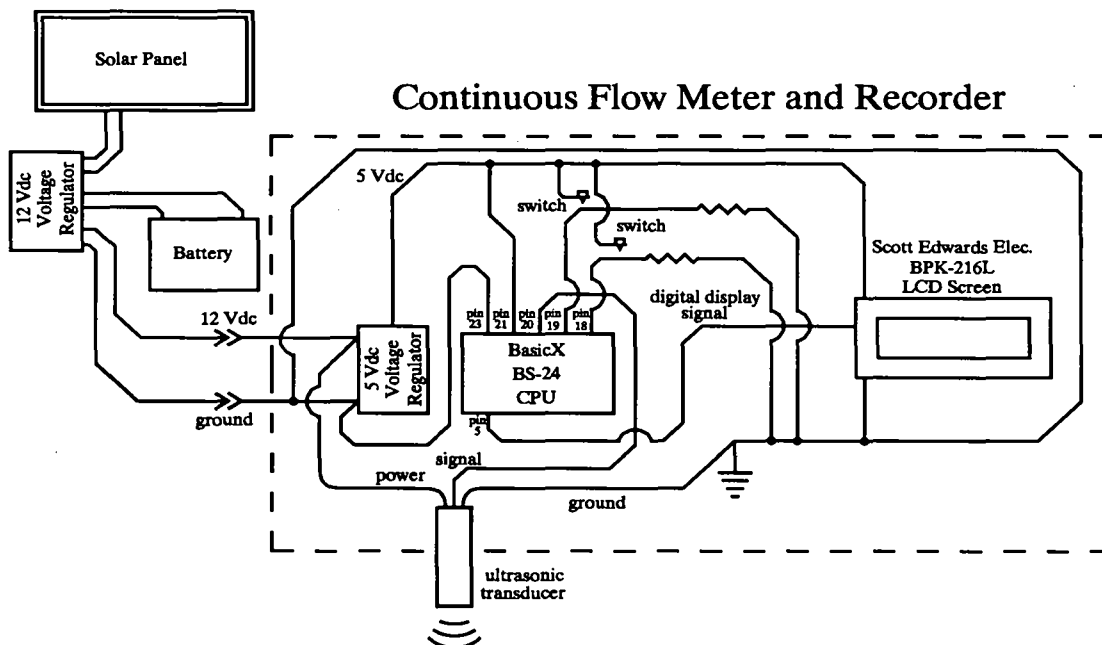 Solar Panel
Continuous Flow Meter and Recorder
12 Vdc
Voltage
Regulator
5 Vdc
switch
switch
Battery
Scott Edwards Elec.
BPK-216L
LCD Screen
digital display
signal
12 Vdc
5 Vdc
Voltage
Regulator
pin
23
pin
21
pin
20
pin
19
pin
18
BasicX
BS-24
CPU
pin
5
ground
signal
power
ground
ultrasonic
transducer